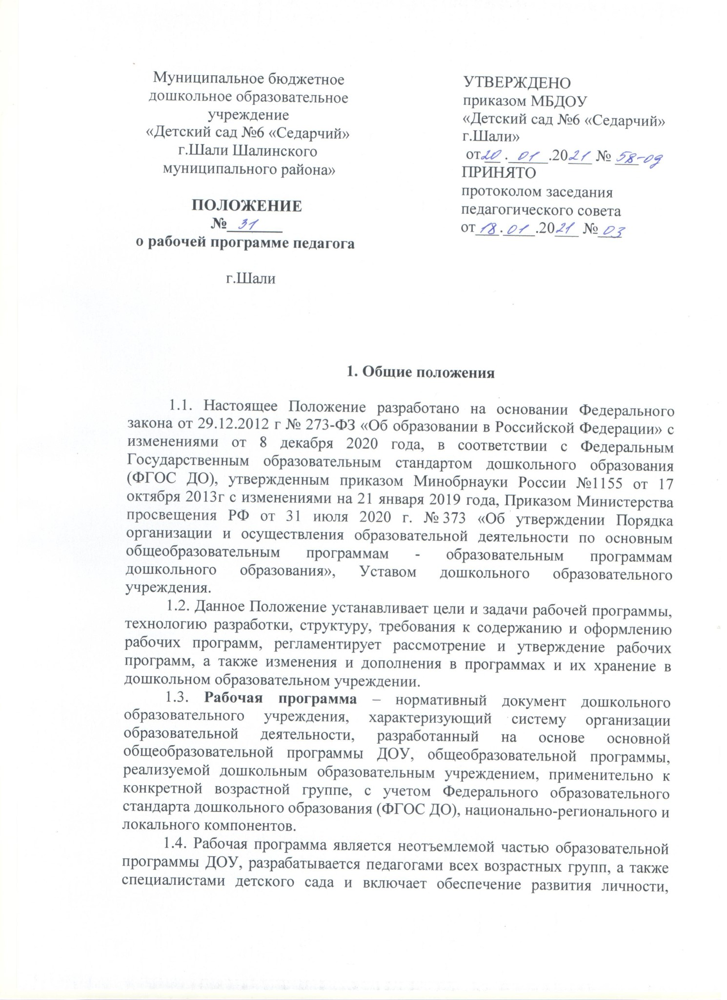 Муниципальное бюджетное
дошкольное образовательное
учреждение
«Детский сад №6 «Седарчий»
г.Шали Шалинского
муниципального района»
ПОЛОЖЕНИЕ
№ 31
о рабочей программе педагога
г.Шали
УТВЕРЖДЕНО
приказом МБДОУ
«Детский сад №6 «Седарчий»
г.Шали»
от 20 . 01 .2021 № 58-од
ПРИНЯТО
протоколом заседания
педагогического совета
от 18 . 01 .2021 № 03
1. Общие положения
1.1. Настоящее Положение разработано на основании Федерального
закона от 29.12.2012 г № 273-ФЗ «Об образовании в Российской Федерации» с
изменениями от 8 декабря 2020 года, в соответствии с Федеральным
Государственным образовательным стандартом дошкольного образования
(ФГОС ДО), утвержденным приказом Минобрнауки России №1155 от 17
октября 2013г с изменениями на 21 января 2019 года, Приказом Министерства
просвещения РФ от 31 июля 2020 г. № 373 «Об утверждении Порядка
организации и осуществления образовательной деятельности по основным
общеобразовательным программам - образовательным программам
дошкольного образования», Уставом дошкольного образовательного
учреждения.
1.2. Данное Положение устанавливает цели и задачи рабочей программы,
технологию разработки, структуру, требования к содержанию и оформлению
рабочих программ, регламентирует рассмотрение и утверждение рабочих
программ, а также изменения и дополнения в программах и их хранение в
дошкольном образовательном учреждении.
1.3. Рабочая программа – нормативный документ дошкольного
образовательного учреждения, характеризующий систему организации
образовательной деятельности, разработанный на основе основной
общеобразовательной программы ДОУ, общеобразовательной программы,
реализуемой дошкольным образовательным учреждением, применительно к
конкретной возрастной группе, с учетом Федерального образовательного
стандарта дошкольного образования (ФГОС ДО), национально-регионального и
локального компонентов.
1.4. Рабочая программа является неотъемлемой частью образовательной
программы ДОУ, разрабатывается педагогами всех возрастных групп, а также
специалистами детского сада и включает обеспечение развития личности,